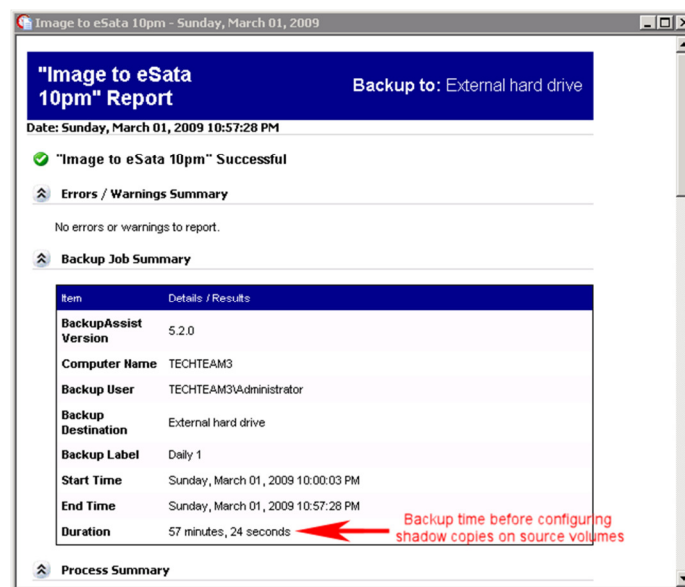 Image to eSata 10pm - Sunday, March 01, 2009
"Image to eSata
10pm" Report
Backup to: External hard drive
Date: Sunday, March 01, 2009 10:57:28 PM
"Image to eSata 10pm" Successful
Errors / Warnings Summary
No errors or warnings to report.
Backup Job Summary
Item Details / Results
BackupAssist
Version
5.2.0
Computer Name TECHTEAM3
Backup User TECHTEAM3\Administrator
Backup
Destination
External hard drive
Backup Label Daily 1
Start Time Sunday, March 01, 2009 10:00:03 PM
End Time Sunday, March 01, 2009 10:57:28 PM
Duration 57 minutes, 24 seconds
Backup time before configuring
shadow copies on source volumes
Process Summary